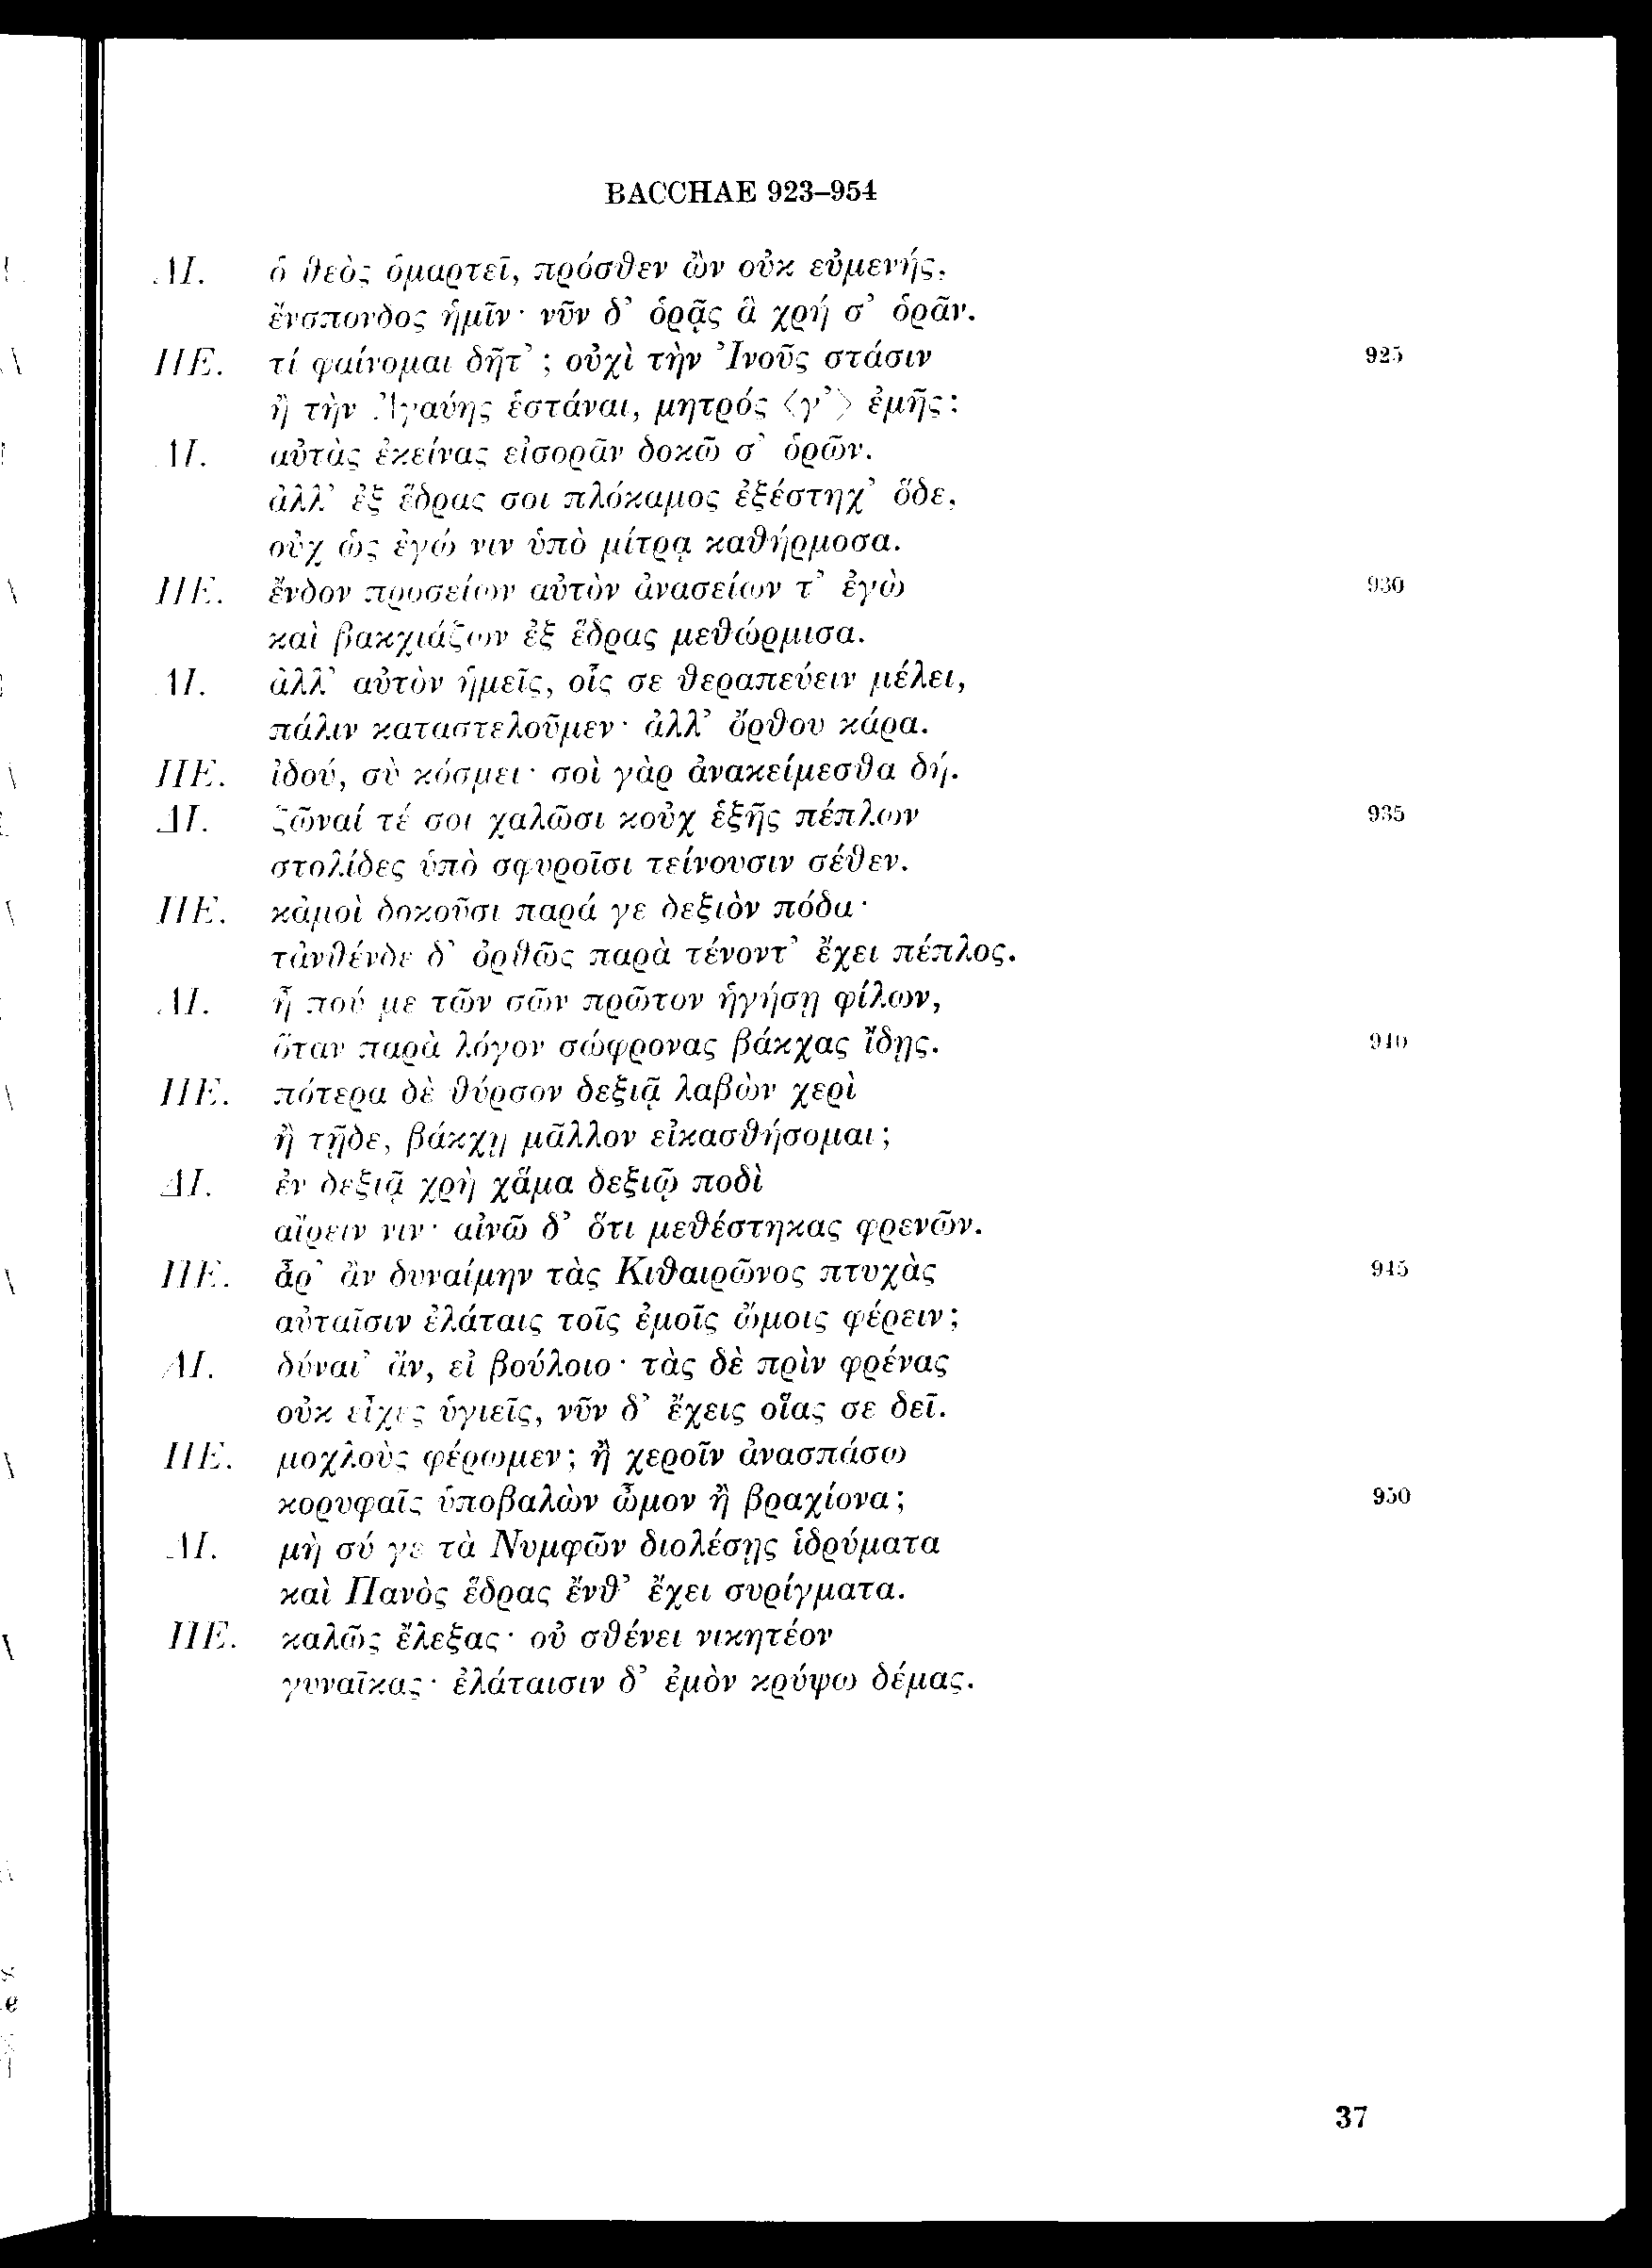 BACCHAE 923–954
ΔΙ. ὁ θεὸς ὁμαρτεῖ, πρόσθεν ὢν οὐκ εὐμενής,
ἔνσπονδος ἡμῖν· νῦν δ’ ὁρᾷς ἃ χρή σ’ ὁρᾶν.
ΠΕ. τί φαίνομαι δῆτ’; οὐχὶ τὴν Ἰνοῦς στάσιν 925
ἢ τὴν Ἀγαύης ἑστάναι, μητρός ⟨γ’⟩ ἐμῆς;
ΔΙ. αὐτὰς ἐκείνας εἰσορᾶν δοκῶ σ’ ὁρῶν.
ἀλλ’ ἐξ ἕδρας σοι πλόκαμος ἐξέστηχ’ ὅδε,
οὐχ ὡς ἐγώ νιν ὑπὸ μίτρᾳ καθήρμοσα.
ΠΕ. ἔνδον προσείων αὐτὸν ἀνασείων τ’ ἐγὼ 930
καὶ βακχιάζων ἐξ ἕδρας μεθώρμισα.
ΔΙ. ἀλλ’ αὐτὸν ἡμεῖς, οἷς σε θεραπεύειν μέλει,
πάλιν καταστελοῦμεν· ἀλλ’ ὄρθου κάρα.
ΠΕ. ἰδού, σὺ κόσμει· σοὶ γὰρ ἀνακείμεσθα δή.
ΔΙ. ζῶναί τέ σοι χαλῶσι κοὐχ ἑξῆς πέπλων 935
στολίδες ὑπὸ σφυροῖσι τείνουσιν σέθεν.
ΠΕ. κἀμοὶ δοκοῦσι παρά γε δεξιὸν πόδα·
τἀνθένδε δ’ ὀρθῶς παρὰ τένοντ’ ἔχει πέπλος.
ΔΙ. ἦ πού με τῶν σῶν πρῶτον ἡγήσῃ φίλων,
ὅταν παρὰ λόγον σώφρονας βάκχας ἴδῃς. 940
ΠΕ. πότερα δὲ θύρσον δεξιᾷ λαβὼν χερὶ
ἢ τῇδε, βάκχῃ μᾶλλον εἰκασθήσομαι;
ΔΙ. ἐν δεξιᾷ χρὴ χἅμα δεξιῷ ποδὶ
αἴρειν νιν· αἰνῶ δ’ ὅτι μεθέστηκας φρενῶν.
ΠΕ. ἆρ’ ἂν δυναίμην τὰς Κιθαιρῶνος πτυχὰς 945
αὐταῖσιν ἐλάταις τοῖς ἐμοῖς ὤμοις φέρειν;
ΔΙ. δύναι’ ἄν, εἰ βούλοιο· τὰς δὲ πρὶν φρένας
οὐκ εἶχες ὑγιεῖς, νῦν δ’ ἔχεις οἵας σε δεῖ.
ΠΕ. μοχλοὺς φέρωμεν; ἢ χεροῖν ἀνασπάσω
κορυφαῖς ὑποβαλὼν ὦμον ἢ βραχίονα; 950
ΔΙ. μὴ σύ γε τὰ Νυμφῶν διολέσῃς ἱδρύματα
καὶ Πανὸς ἕδρας ἔνθ’ ἔχει συρίγματα.
ΠΕ. καλῶς ἔλεξας· οὐ σθένει νικητέον
γυναῖκας· ἐλάταισιν δ’ ἐμὸν κρύψω δέμας.
37